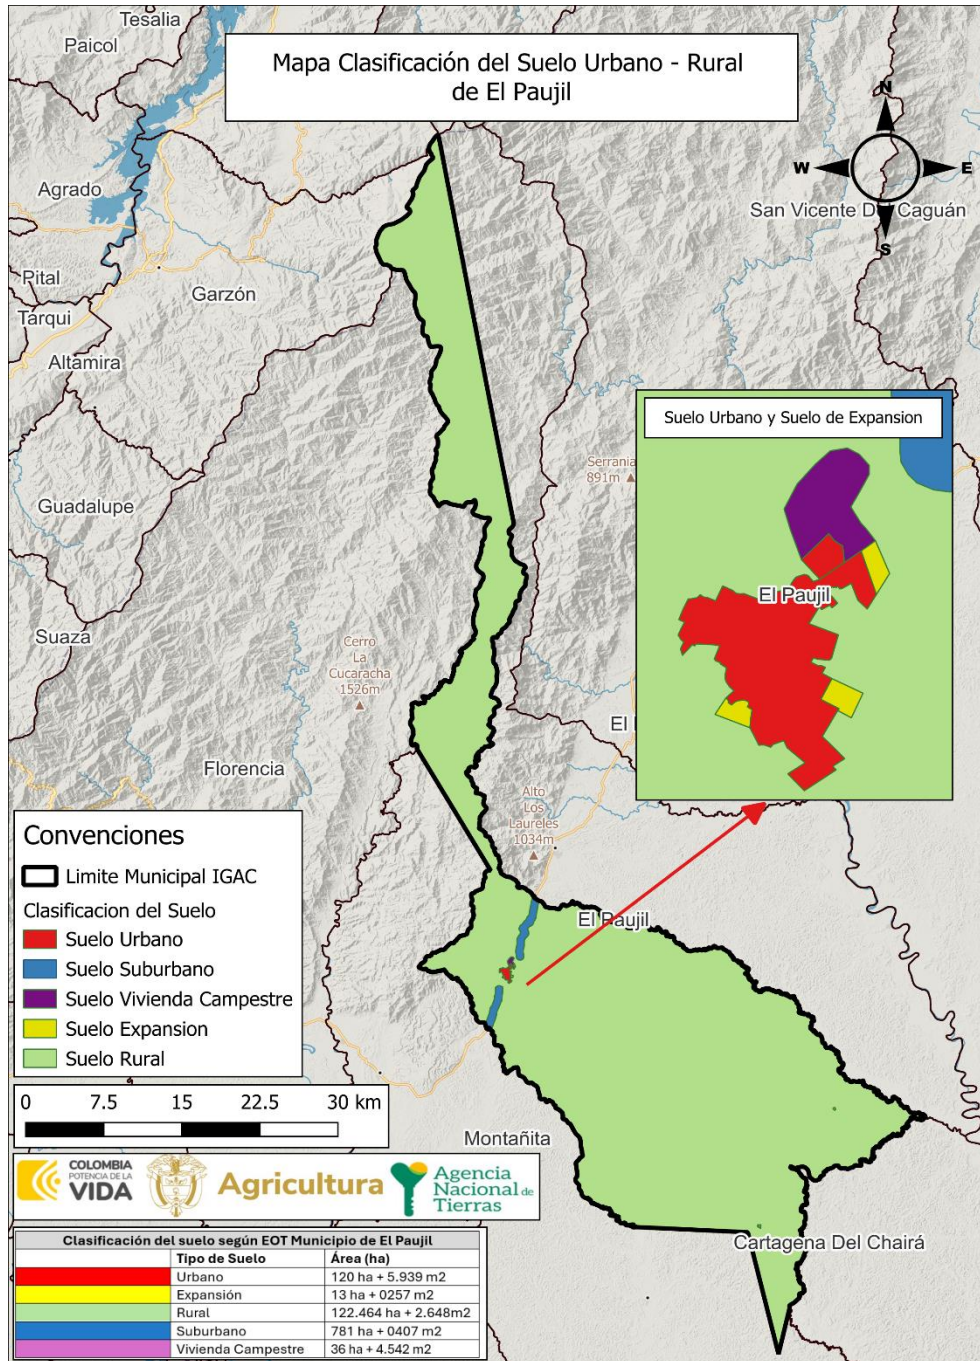 Tesalia
Paicol
Mapa Clasificación del Suelo Urbano - Rural
de El Paujil
N
W
E
S
Agrado
San Vicente D Caguán
Pital
Garzón
Tarqui
Altamira
Suelo Urbano y Suelo de Expansion
Serranía
891m
Guadalupe
El Paujil
Suaza
Cerro
La
Cucaracha
1526m
El
Florencia
Alto
Los
Laureles
1034m
Convenciones
Limite Municipal IGAC
Clasificacion del Suelo
Suelo Urbano
Suelo Suburbano
Suelo Vivienda Campestre
Suelo Expansion
Suelo Rural
El Paujil
0 7.5 15 22.5 30 km
Montañita
COLOMBIA
POTENCIA DE LA
VIDA
Agricultura
Agencia
Nacional de
Tierras
Cartagena Del Chairá
Clasificación del suelo según EOT Municipio de El Paujil
Tipo de Suelo Área (ha)
Urbano 120 ha + 5.939 m2
Expansión 13 ha + 0257 m2
Rural 122.464 ha + 2.648m2
Suburbano 781 ha + 0407 m2
Vivienda Campestre 36 ha + 4.542 m2